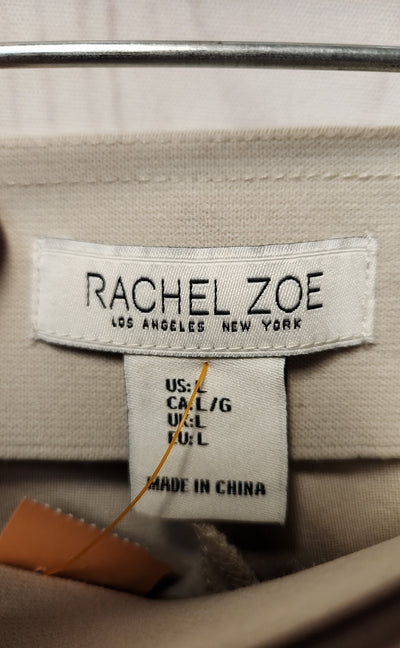 RACHEL ZOE
LOS ANGELES NEW YORK
US: L
CA: L/G
UK: L
EU: L
MADE IN CHINA